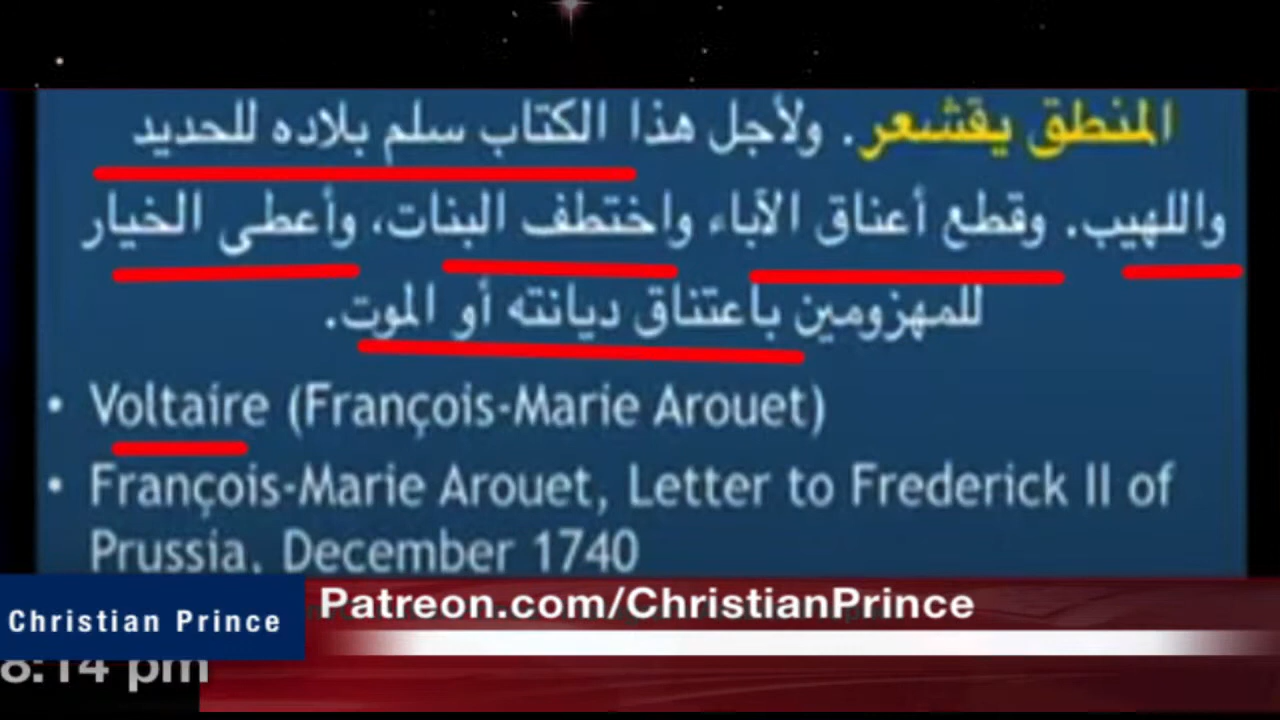 المنطق يقشعر. ولأجل هذا الكتاب سلم بلاده للحديد
واللهيب. وقطع أعناق الآباء واختطف البنات، وأعطى الخيار
للمهزومين باعتناق ديانته أو الموت.
• Voltaire (François-Marie Arouet)
• François-Marie Arouet, Letter to Frederick II of
Prussia, December 1740
Patreon.com/ChristianPrince
Christian Prince
8:14 pm